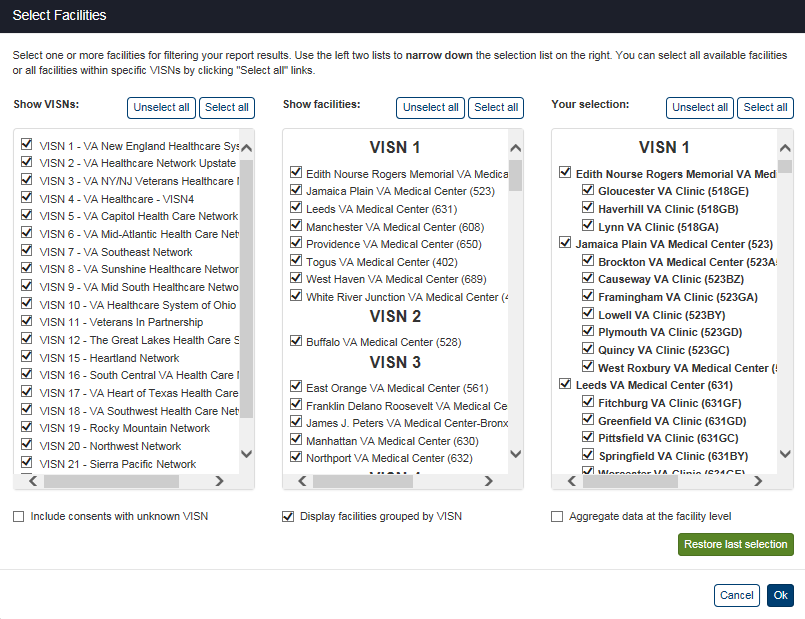 Select Facilities
Select one or more facilities for filtering your report results. Use the left two lists to narrow down the selection list on the right. You can select all available facilities
or all facilities within specific VISNs by clicking "Select all" links.
Show VISNs:
Unselect all
Select all
VISN 1 - VA New England Healthcare Sys
VISN 2 - VA Healthcare Network Upstate
VISN 3 - VA NY/NJ Veterans Healthcare
VISN 4 - VA Healthcare - VISN4
VISN 5 - VA Capitol Health Care Network
VISN 6 - VA Mid-Atlantic Health Care Net
VISN 7 - VA Southeast Network
VISN 8 - VA Sunshine Healthcare Networ
VISN 9 - VA Mid South Healthcare Netwo
VISN 10 - VA Healthcare System of Ohio
VISN 11 - Veterans In Partnership
VISN 12 - The Great Lakes Health Care S
VISN 15 - Heartland Network
VISN 16 - South Central VA Health Care
VISN 17 - VA Heart of Texas Health Care
VISN 18 - VA Southwest Health Care Net
VISN 19 - Rocky Mountain Network
VISN 20 - Northwest Network
VISN 21 - Sierra Pacific Network
Include consents with unknown VISN
Show facilities:
Unselect all
Select all
VISN 1
Edith Nourse Rogers Memorial VA Medica
Jamaica Plain VA Medical Center (523)
Leeds VA Medical Center (631)
Manchester VA Medical Center (608)
Providence VA Medical Center (650)
Togus VA Medical Center (402)
West Haven VA Medical Center (689)
White River Junction VA Medical Center (4
VISN 2
Buffalo VA Medical Center (528)
VISN 3
East Orange VA Medical Center (561)
Franklin Delano Roosevelt VA Medical Ce
James J. Peters VA Medical Center-Bronx
Manhattan VA Medical Center (630)
Northport VA Medical Center (632)
VISN 4
Display facilities grouped by VISN
Your selection:
Unselect all
Select all
VISN 1
Edith Nourse Rogers Memorial VA Med
Gloucester VA Clinic (518GE)
Haverhill VA Clinic (518GB)
Lynn VA Clinic (518GA)
Jamaica Plain VA Medical Center (523)
Brockton VA Medical Center (523A
Causeway VA Clinic (523BZ)
Framingham VA Clinic (523GA)
Lowell VA Clinic (523BY)
Plymouth VA Clinic (523GD)
Quincy VA Clinic (523GC)
West Roxbury VA Medical Center (
Leeds VA Medical Center (631)
Fitchburg VA Clinic (631GF)
Greenfield VA Clinic (631GD)
Pittsfield VA Clinic (631GC)
Springfield VA Clinic (631BY)
Worcester VA Clinic (631GE)
Aggregate data at the facility level
Restore last selection
Cancel
Ok